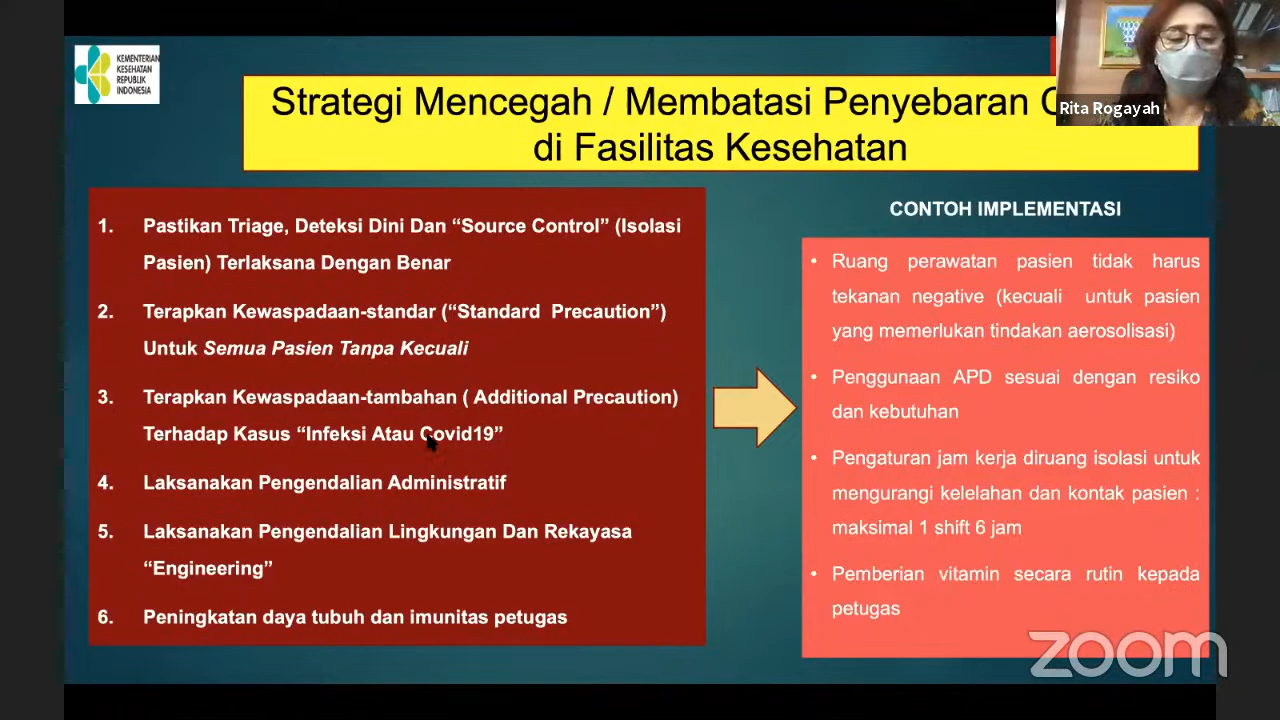 KEMENTERIAN
KESEHATAN
REPUBLIK
INDONESIA
Strategi Mencegah / Membatasi Penyebaran
di Fasilitas Kesehatan
Rita Rogayah
1. Pastikan Triage, Deteksi Dini Dan “Source Control” (Isolasi
Pasien) Terlaksana Dengan Benar
2. Terapkan Kewaspadaan-standar (“Standard Precaution”)
Untuk Semua Pasien Tanpa Kecuali
3. Terapkan Kewaspadaan-tambahan ( Additional Precaution)
Terhadap Kasus “Infeksi Atau Covid19”
4. Laksanakan Pengendalian Administratif
5. Laksanakan Pengendalian Lingkungan Dan Rekayasa
“Engineering”
6. Peningkatan daya tubuh dan imunitas petugas
CONTOH IMPLEMENTASI
• Ruang perawatan pasien tidak harus
tekanan negative (kecuali untuk pasien
yang memerlukan tindakan aerosolisasi)
• Penggunaan APD sesuai dengan resiko
dan kebutuhan
• Pengaturan jam kerja diruang isolasi untuk
mengurangi kelelahan dan kontak pasien :
maksimal 1 shift 6 jam
• Pemberian vitamin secara rutin kepada
petugas
zoom